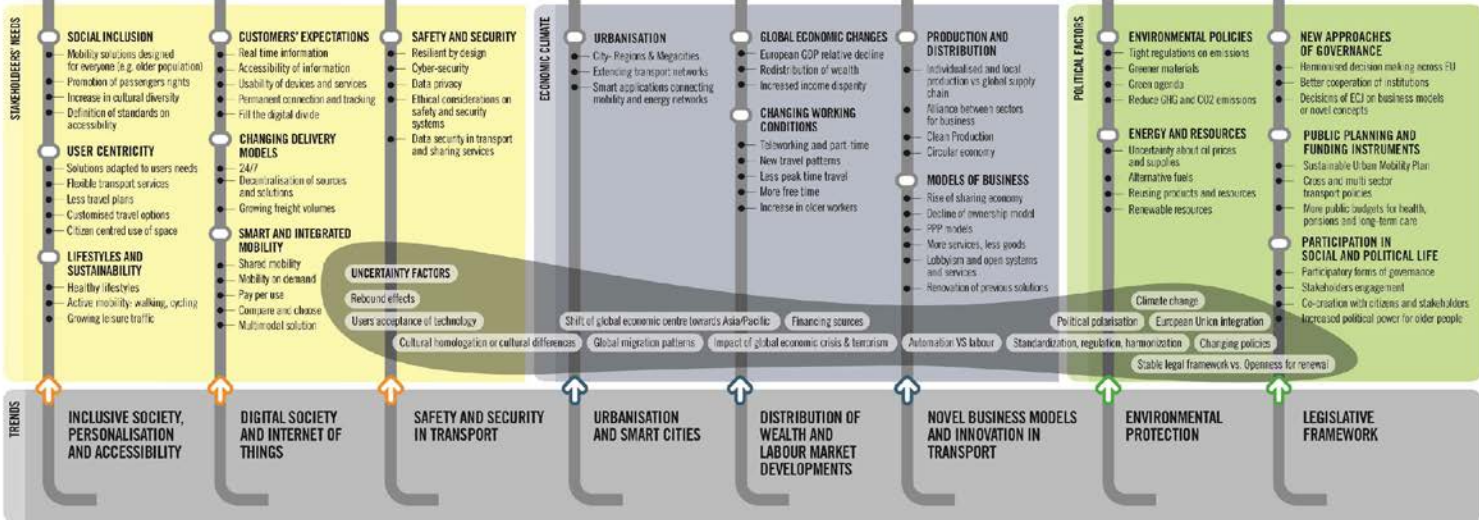 STAKEHOLDERS' NEEDS
SOCIAL INCLUSION
Mobility solutions designed
for everyone (e.g. older population)
Promotion of passengers rights
Increase in cultural diversity
Definition of standards on
accessibility
USER CENTRICITY
Solutions adapted to users needs
Flexible transport services
Less travel plans
Customised travel options
Citizen centred use of space
LIFESTYLES AND
SUSTAINABILITY
Healthy lifestyles
Active mobility: walking, cycling
Growing leisure traffic
CUSTOMERS' EXPECTATIONS
Real time information
Accessibility of information
Usability of devices and services
Permanent connection and tracking
Fill the digital divide
CHANGING DELIVERY
MODELS
24/7
Decentralisation of sources
and solutions
Growing freight volumes
SMART AND INTEGRATED
MOBILITY
Shared mobility
Mobility on demand
Pay per use
Compare and choose
Multimodal solution
SAFETY AND SECURITY
Resilient by design
Cyber-security
Data privacy
Ethical considerations on
safety and security
systems
Data security in transport
and sharing services
ECONOMIC CLIMATE
URBANISATION
City- Regions & Megacities
Extending transport networks
Smart applications connecting
mobility and energy networks
GLOBAL ECONOMIC CHANGES
European GDP relative decline
Redistribution of wealth
Increased income disparity
CHANGING WORKING
CONDITIONS
Teleworking and part-time
New travel patterns
Less peak time travel
More free time
Increase in older workers
PRODUCTION AND
DISTRIBUTION
Individualised and local
production vs global supply
chain
Alliance between sectors
for business
Clean Production
Circular economy
MODELS OF BUSINESS
Rise of sharing economy
Decline of ownership model
PPP models
More services, less goods
Lobbyism and open systems
and services
Renovation of previous solutions
POLITICAL FACTORS
ENVIRONMENTAL POLICIES
Tight regulations on emissions
Greener materials
Green agenda
Reduce GHG and CO2 emissions
ENERGY AND RESOURCES
Uncertainty about oil prices
and supplies
Alternative fuels
Reusing products and resources
Renewable resources
NEW APPROACHES
OF GOVERNANCE
Harmonised decision making across EU
Better cooperation of institutions
Decisions of ECJ on business models
or novel concepts
PUBLIC PLANNING AND
FUNDING INSTRUMENTS
Sustainable Urban Mobility Plan
Cross and multi sector
transport policies
More public budgets for health,
pensions and long-term care
PARTICIPATION IN
SOCIAL AND POLITICAL LIFE
Participatory forms of governance
Stakeholders engagement
Co-creation with citizens and stakeholders
Increased political power for older people
UNCERTAINTY FACTORS
Rebound effects
Users acceptance of technology
Cultural homologation or cultural differences
Shift of global economic centre towards Asia/Pacific
Financing sources
Global migration patterns
Impact of global economic crisis & terrorism
Automation VS labour
Climate change
Political polarisation
European Union integration
Standardization, regulation, harmonization
Changing policies
Stable legal framework vs. Openness for renewal
TRENDS
INCLUSIVE SOCIETY,
PERSONALISATION
AND ACCESSIBILITY
DIGITAL SOCIETY
AND INTERNET OF
THINGS
SAFETY AND SECURITY
IN TRANSPORT
URBANISATION
AND SMART CITIES
DISTRIBUTION OF
WEALTH AND
LABOUR MARKET
DEVELOPMENTS
NOVEL BUSINESS MODELS
AND INNOVATION IN
TRANSPORT
ENVIRONMENTAL
PROTECTION
LEGISLATIVE
FRAMEWORK